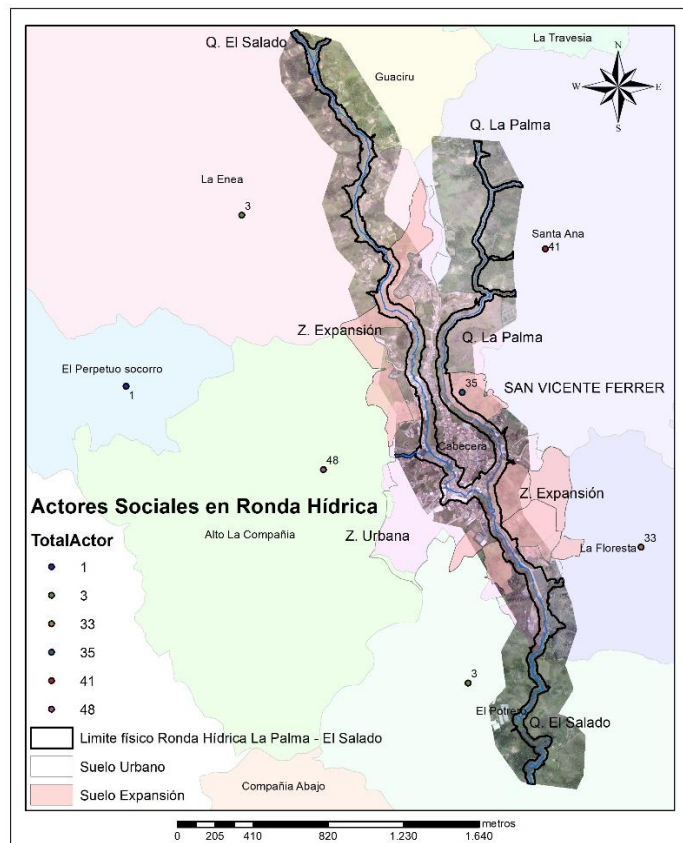 La Travesia
Q. El Salado
Guaciru
N
W
E
S
Q. La Palma
La Enea
3
Santa Ana
41
Z. Expansión
Q. La Palma
El Perpetuo socorro
1
35
SAN VICENTE FERRER
Cabecera
48
Z. Expansión
Actores Sociales en Ronda Hídrica
Alto La Compañia
Z. Urbana
La Floresta
33
TotalActor
1
3
33
35
41
48
3
El Potrero
Q. El Salado
Limite físico Ronda Hídrica La Palma - El Salado
Suelo Urbano
Suelo Expansión
Compañia Abajo
metros
0 205 410 820 1.230 1.640